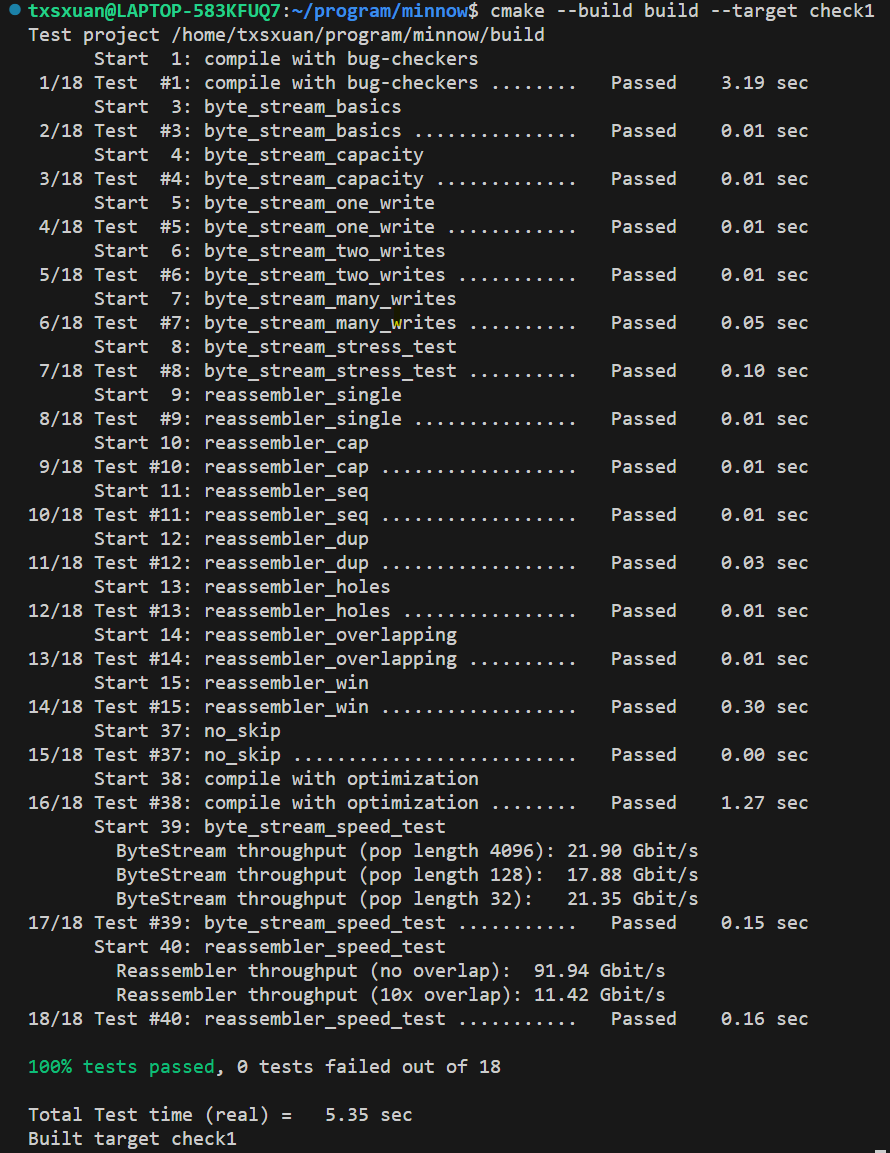 txsxuan@LAPTOP-583KFUQ7:~/program/minnow$ cmake --build build --target check1
Test project /home/txsxuan/program/minnow/build
      Start  1: compile with bug-checkers
 1/18 Test  #1: compile with bug-checkers ........   Passed    3.19 sec
      Start  3: byte_stream_basics
 2/18 Test  #3: byte_stream_basics ...............   Passed    0.01 sec
      Start  4: byte_stream_capacity
 3/18 Test  #4: byte_stream_capacity .............   Passed    0.01 sec
      Start  5: byte_stream_one_write
 4/18 Test  #5: byte_stream_one_write ............   Passed    0.01 sec
      Start  6: byte_stream_two_writes
 5/18 Test  #6: byte_stream_two_writes ...........   Passed    0.01 sec
      Start  7: byte_stream_many_writes
 6/18 Test  #7: byte_stream_many_writes ..........   Passed    0.05 sec
      Start  8: byte_stream_stress_test
 7/18 Test  #8: byte_stream_stress_test ..........   Passed    0.10 sec
      Start  9: reassembler_single
 8/18 Test  #9: reassembler_single ...............   Passed    0.01 sec
      Start 10: reassembler_cap
 9/18 Test #10: reassembler_cap ..................   Passed    0.01 sec
      Start 11: reassembler_seq
10/18 Test #11: reassembler_seq ..................   Passed    0.01 sec
      Start 12: reassembler_dup
11/18 Test #12: reassembler_dup ..................   Passed    0.03 sec
      Start 13: reassembler_holes
12/18 Test #13: reassembler_holes ................   Passed    0.01 sec
      Start 14: reassembler_overlapping
13/18 Test #14: reassembler_overlapping ..........   Passed    0.01 sec
      Start 15: reassembler_win
14/18 Test #15: reassembler_win ..................   Passed    0.30 sec
      Start 37: no_skip
15/18 Test #37: no_skip ..........................   Passed    0.00 sec
      Start 38: compile with optimization
16/18 Test #38: compile with optimization ........   Passed    1.27 sec
      Start 39: byte_stream_speed_test
        ByteStream throughput (pop length 4096): 21.90 Gbit/s
        ByteStream throughput (pop length 128):  17.88 Gbit/s
        ByteStream throughput (pop length 32):   21.35 Gbit/s
17/18 Test #39: byte_stream_speed_test ...........   Passed    0.15 sec
      Start 40: reassembler_speed_test
        Reassembler throughput (no overlap):  91.94 Gbit/s
        Reassembler throughput (10x overlap): 11.42 Gbit/s
18/18 Test #40: reassembler_speed_test ...........   Passed    0.16 sec
100% tests passed, 0 tests failed out of 18
Total Test time (real) =   5.35 sec
Built target check1